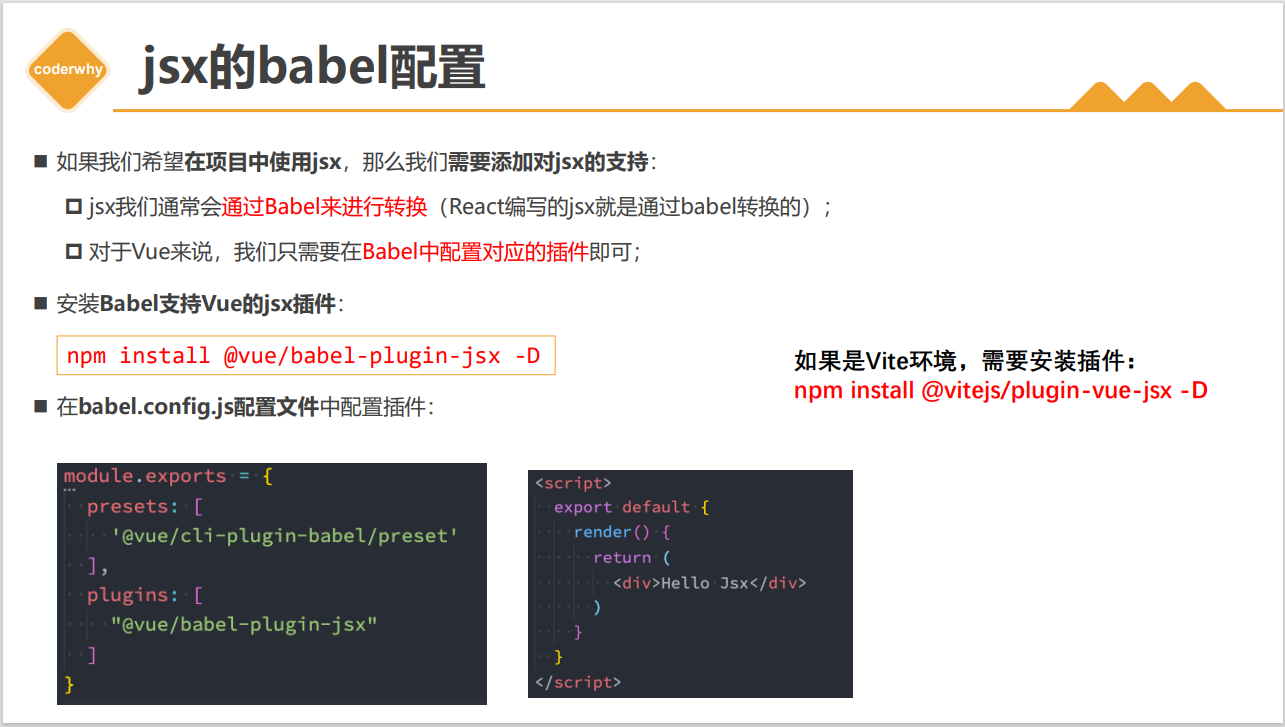 coderwhy
jsx的babel配置
如果我们希望在项目中使用jsx，那么我们需要添加对jsx的支持：
jsx我们通常会通过Babel来进行转换（React编写的jsx就是通过babel转换的）；
对于Vue来说，我们只需要在Babel中配置对应的插件即可；
安装Babel支持Vue的jsx插件：
npm install @vue/babel-plugin-jsx -D
如果是Vite环境，需要安装插件：
npm install @vitejs/plugin-vue-jsx -D
在babel.config.js配置文件中配置插件：
module.exports = {
  presets: [
    '@vue/cli-plugin-babel/preset'
  ],
  plugins: [
    "@vue/babel-plugin-jsx"
  ]
}
<script>
  export default {
    render() {
      return (
        <div>Hello Jsx</div>
      )
    }
  }
</script>